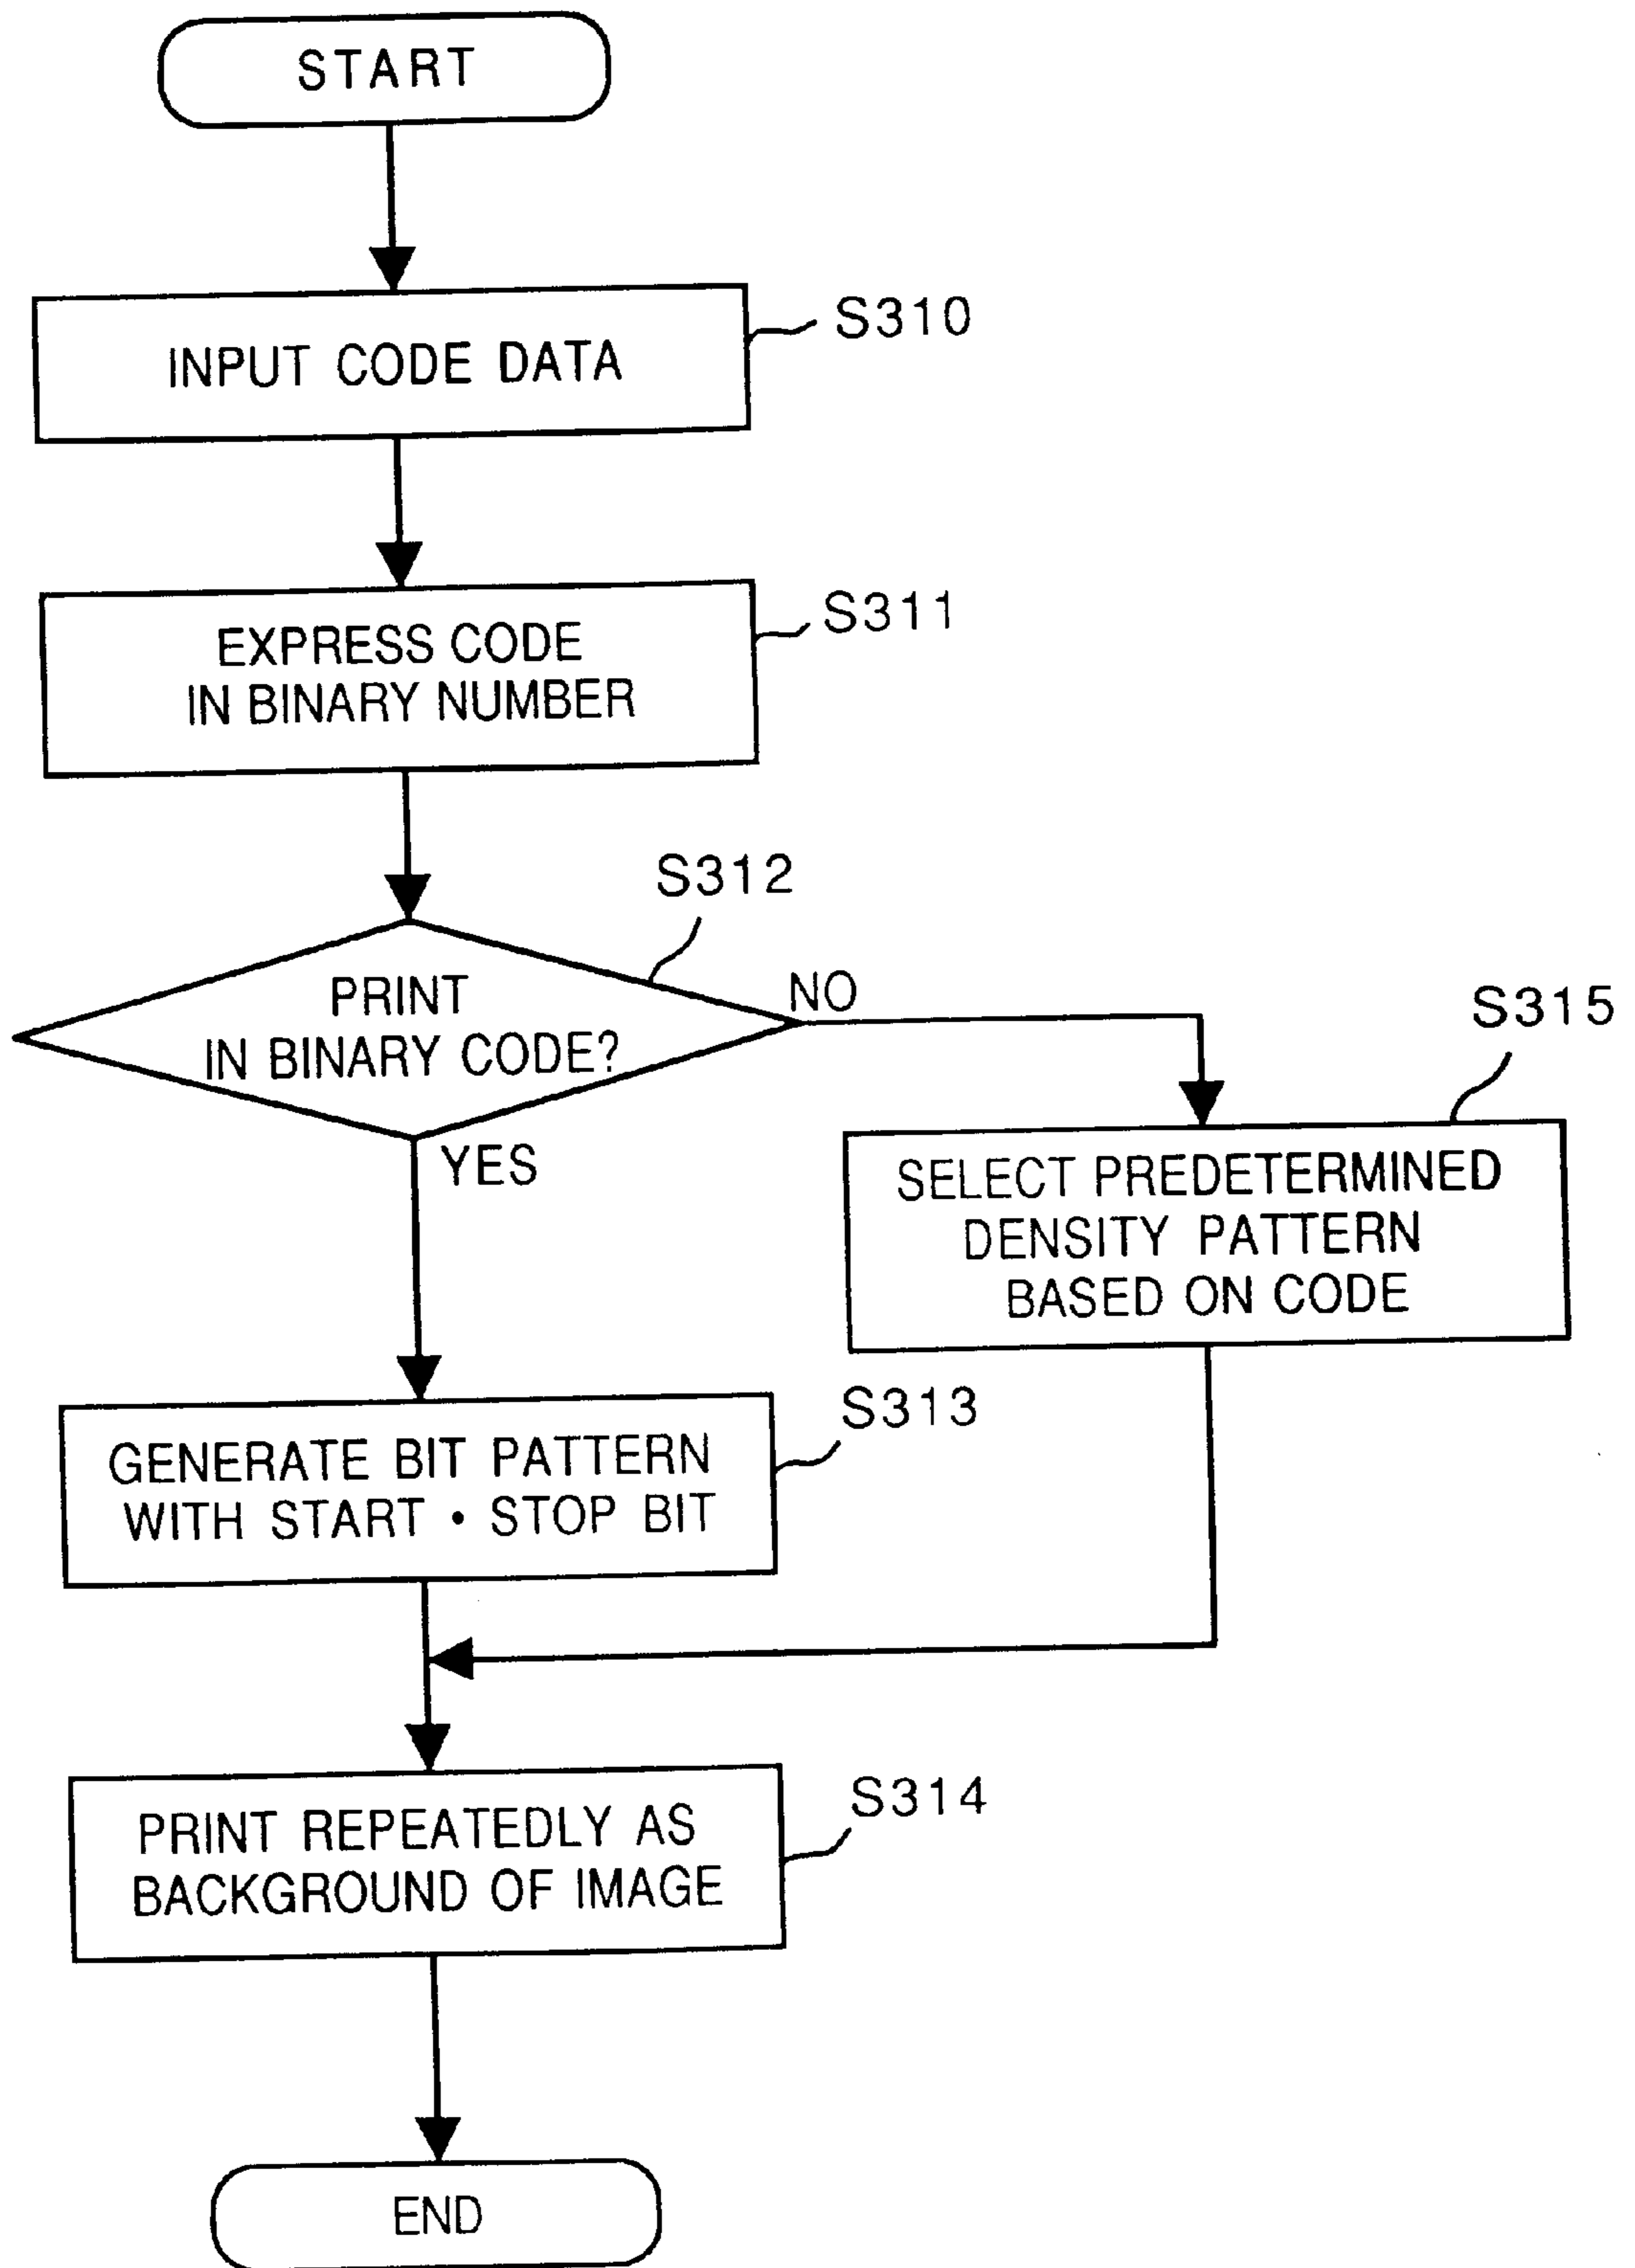 START
INPUT CODE DATA
S310
EXPRESS CODE
IN BINARY NUMBER
S311
S312
PRINT
IN BINARY CODE?
NO
YES
S315
SELECT PREDETERMINED
DENSITY PATTERN
BASED ON CODE
GENERATE BIT PATTERN
WITH START • STOP BIT
S313
PRINT REPEATEDLY AS
BACKGROUND OF IMAGE
S314
END